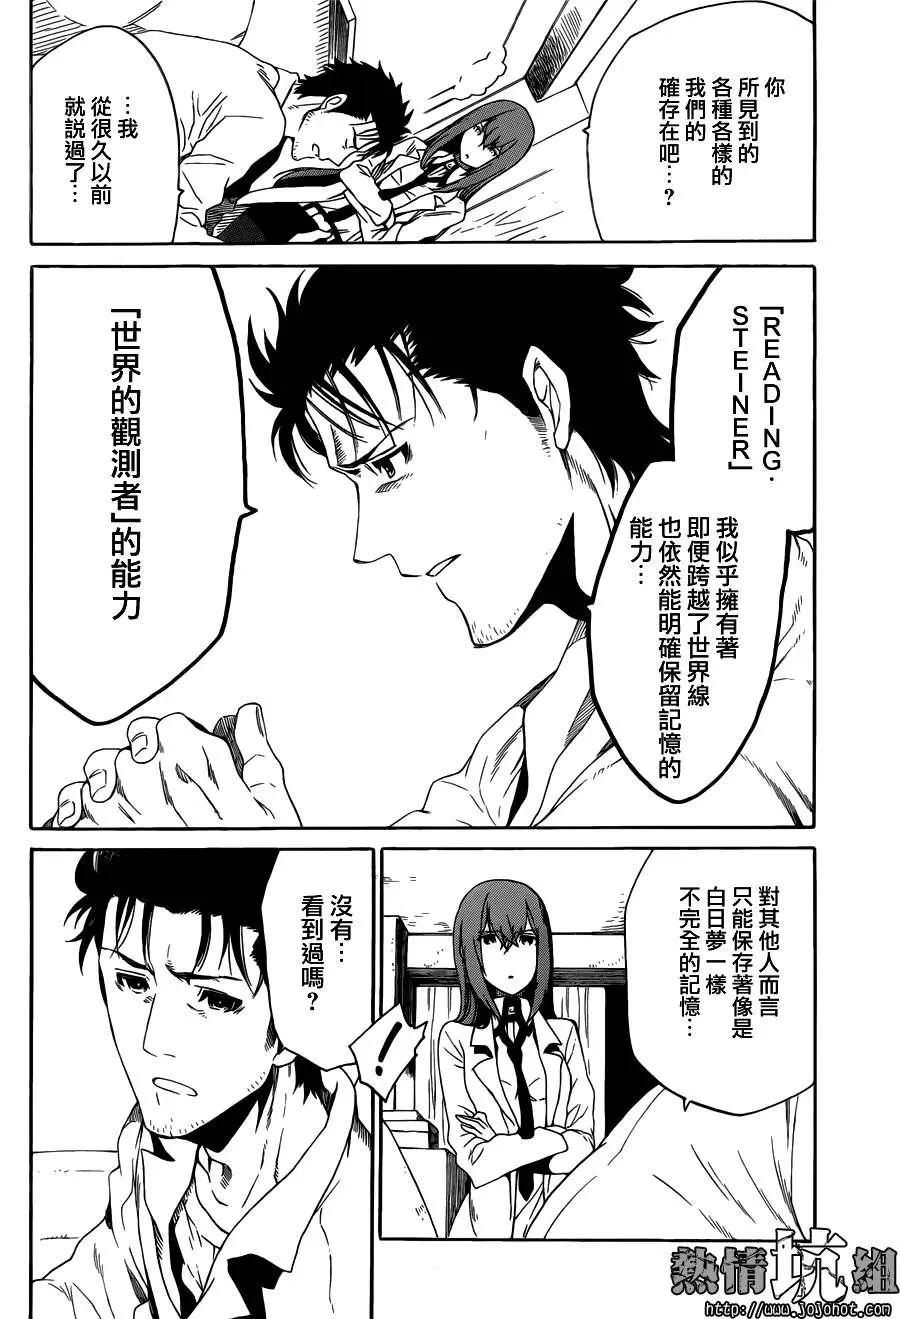 你
所見到的
各種各樣的
我們的
確存在吧…?
…我
從很久以前
就說過了…
「READING·
STEINER」
我似乎擁有著
即便跨越了世界線
也依然能明確保留記憶的
能力…
「世界的觀測者」的能力
對其他人而言
只能保存著像是
白日夢一樣
不完全的記憶…
!
沒有…
看到過嗎?
熱情坑組
http://www.jojohot.com